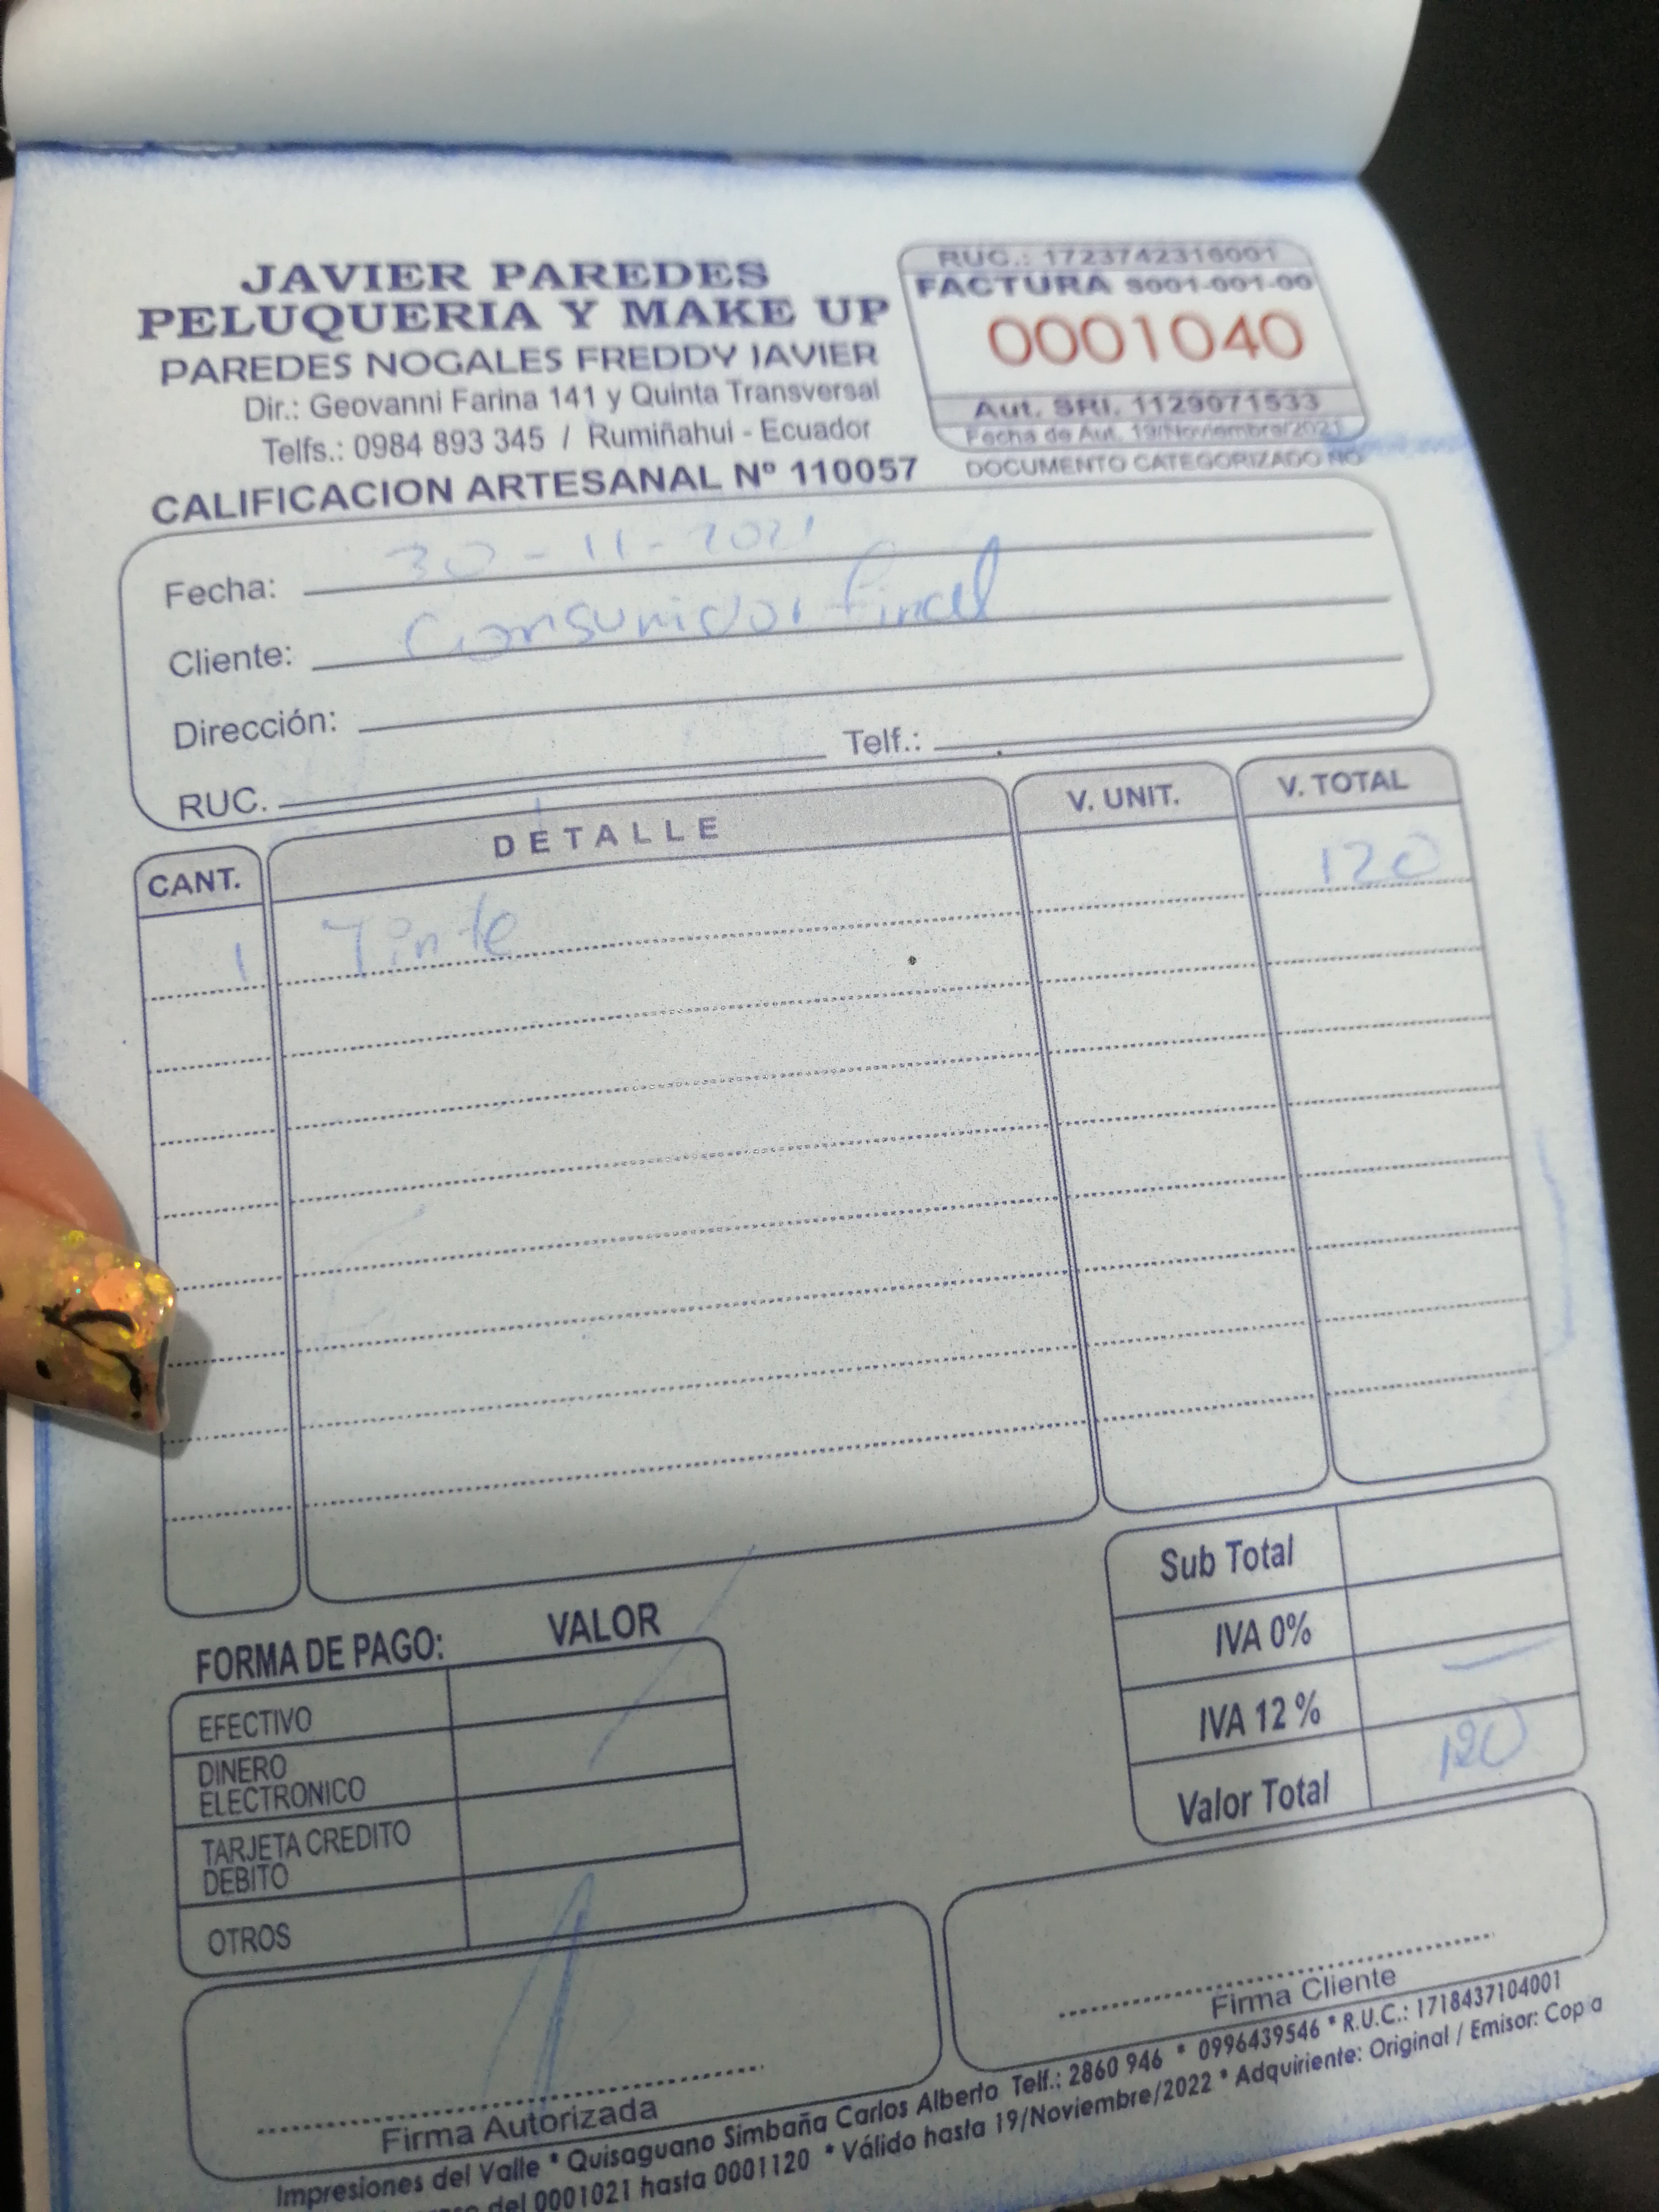 JAVIER PAREDES
PELUQUERIA Y MAKE UP
PAREDES NOGALES FREDDY JAVIER
Dir.: Geovanni Farina 141 y Quinta Transversal
Telfs.: 0984 893 345 / Rumiñahui - Ecuador
CALIFICACION ARTESANAL Nº 110057
RUC.: 1723742316001
FACTURA S001-001-00
0001040
Aut. SRI. 1129071533
Fecha de Aut. 19/Noviembre/2021
DOCUMENTO CATEGORIZADO NO
Fecha: 30-11-2021
Cliente: Consumidor final
Dirección:
RUC. Telf.:
CANT. DETALLE V. UNIT. V. TOTAL
1 Tinte 120
FORMA DE PAGO: VALOR
EFECTIVO
DINERO
ELECTRONICO
TARJETA CREDITO
DEBITO
OTROS
Sub Total
IVA 0%
IVA 12 % —
Valor Total 120
Firma Autorizada
Firma Cliente
Impresiones del Valle * Quisaguano Simbaña Carlos Alberto Telf.: 2860 946 * 0996439546 * R.U.C.: 1718437104001
del 0001021 hasta 0001120 * Válido hasta 19/Noviembre/2022 * Adquiriente: Original / Emisor: Copia